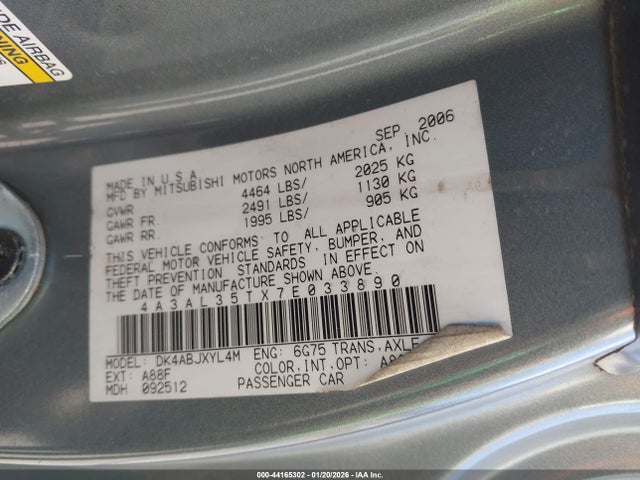 DE AIRBAG
SEP 2006
MADE IN U.S.A.
MFD BY MITSUBISHI MOTORS NORTH AMERICA, INC.
GVWR 4464 LBS/ 2025 KG
GAWR FR. 2491 LBS/ 1130 KG
GAWR RR. 1995 LBS/ 905 KG
THIS VEHICLE CONFORMS TO ALL APPLICABLE
FEDERAL MOTOR VEHICLE SAFETY, BUMPER, AND
THEFT PREVENTION STANDARDS IN EFFECT ON
THE DATE OF MANUFACTURE SHOWN ABOVE.
4A3AL35TX7E033890
MODEL: DK4ABJXYL4M ENG: 6G75 TRANS.AXLE
EXT: A88F COLOR.INT.OPT:
MDH 092512 PASSENGER CAR
000-44165302 | 01/20/2026 - IAA Inc.